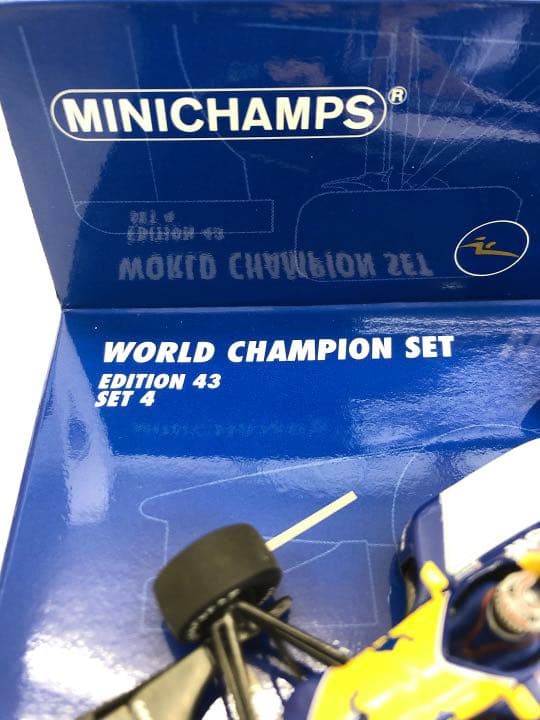 MINICHAMPS®
WORLD CHAMPION SET
EDITION 43
SET 4